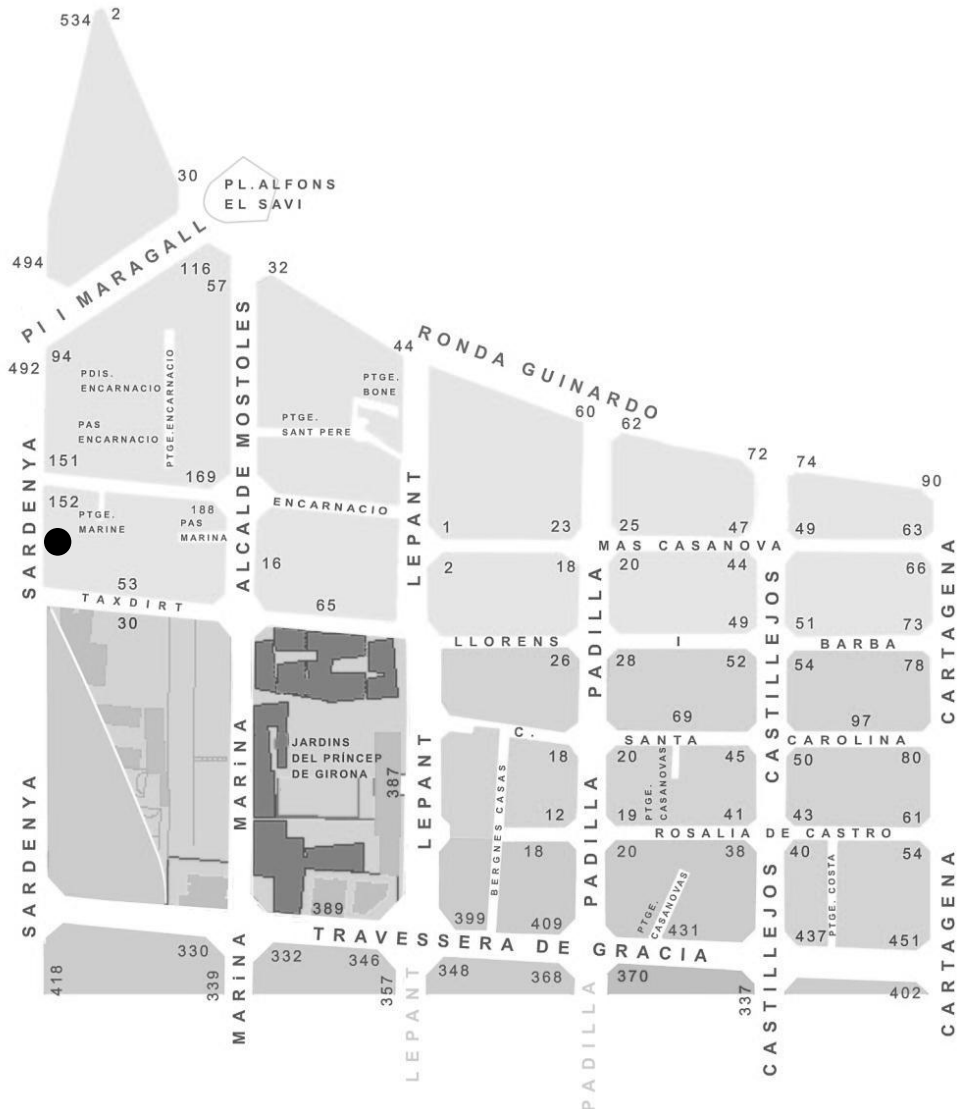 534 2
30
PL.ALFONS
EL SAVI
494
PI I MARAGALL
116
57
32
492
94
44
RONDA GUINARDO
PDIS.
ENCARNACIO
PTGE.ENCARNACIO
PAS
ENCARNACIO
ALCALDE MOSTOLES
PTGE.
BONE
PTGE.
SANT PERE
60
62
72
74
90
SARDENYA
151
169
LEPANT
152
188
PTGE.
MARINE
PAS
MARINA
ENCARNACIO
1
23
25
47
49
63
MAS CASANOVA
16
2
18
20
44
66
PADILLA
CASTILLEJOS
CARTAGENA
53
65
TAXDIRT
30
49
51
73
LLORENS I BARBA
26
28
52
54
78
69
97
C. SANTA CAROLINA
SARDENYA
MARiNA
JARDINS
DEL PRÍNCEP
DE GIRONA
387
LEPANT
BERGNES CASAS
18
12
PADILLA
20
45
PTGE.
CASANOVAS
19
41
50
80
43
61
ROSALIA DE CASTRO
18
20
38
40
54
PTGE.
CASANOVAS
PTGE. COSTA
CASTILLEJOS
CARTAGENA
389
399
409
431
437
451
TRAVESSERA DE GRACIA
418
330
339
MARiNA
332
346
357
LEPANT
348
368
PADILLA
370
337
402